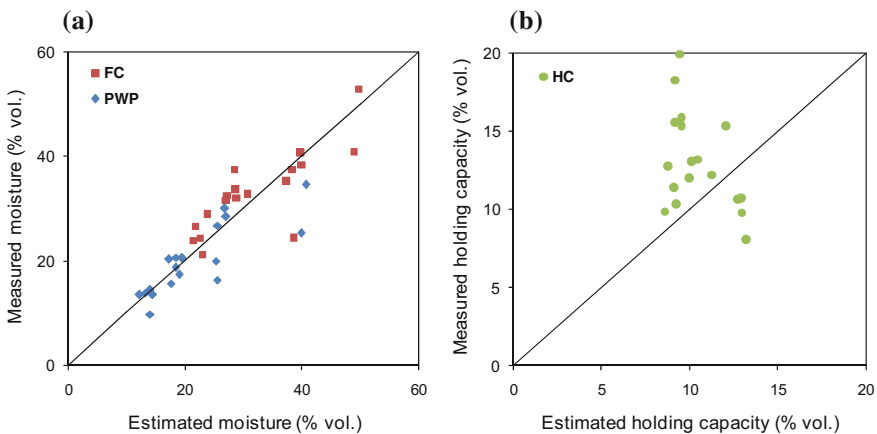 (a)
60
FC
PWP
40
20
0
0 20 40 60
Measured moisture (% vol.)
Estimated moisture (% vol.)
(b)
20
HC
15
10
5
0
0 5 10 15 20
Measured holding capacity (% vol.)
Estimated holding capacity (% vol.)